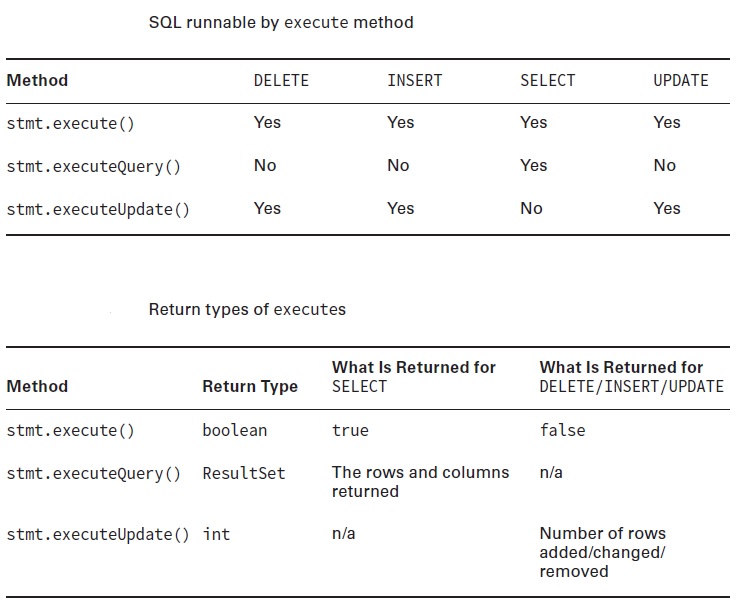 SQL runnable by execute method
Method DELETE INSERT SELECT UPDATE
stmt.execute() Yes Yes Yes Yes
stmt.executeQuery() No No Yes No
stmt.executeUpdate() Yes Yes No Yes
Return types of executes
What Is Returned for What Is Returned for
Method Return Type SELECT DELETE/INSERT/UPDATE
stmt.execute() boolean true false
stmt.executeQuery() ResultSet The rows and columns n/a
returned
stmt.executeUpdate() int n/a Number of rows
added/changed/
removed